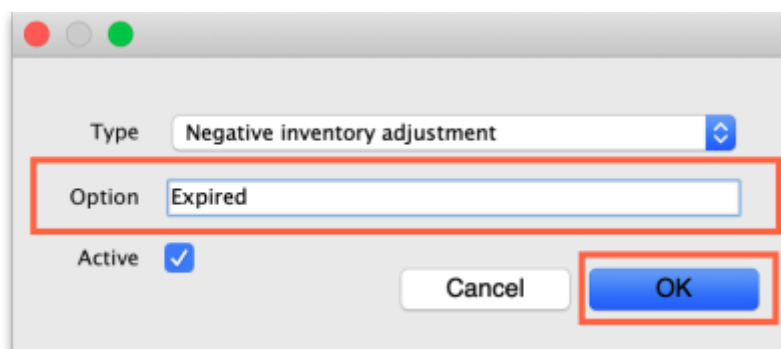 Type Negative inventory adjustment
Option Expired
Active
Cancel OK